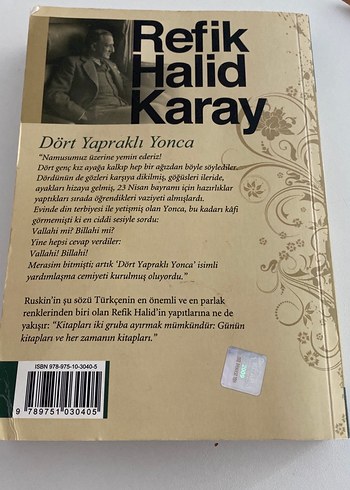 Refik
Halid
Karay
Dört Yapraklı Yonca
"Namusumuz üzerine yemin ederiz!
Dört genç kız ayağa kalkıp hep bir ağızdan böyle söylediler.
Dördünün de gözleri karşıya dikilmiş, göğüsleri ileride,
ayakları hizaya gelmiş, 23 Nisan bayramı için hazırlıklar
yaptıkları sırada öğrendikleri vaziyeti almışlardı.
Evinde din terbiyesi ile yetişmiş olan Yonca, bu kadarı kâfi
görmemişti ki en ciddi sesiyle sordu:
Vallahi mi? Billahi mi?
Yine hepsi cevap verdiler:
Vallahi! Billahi!
Merasim bitmişti; artık 'Dört Yapraklı Yonca' isimli
yardımlaşma cemiyeti kurulmuş oluyordu."
Ruskin'in şu sözü Türkçenin en önemli ve en parlak
renklerinden biri olan Refik Halid'in yapıtlarına ne de
yakışır: "Kitapları iki gruba ayırmak mümkündür: Günün
kitapları ve her zamanın kitapları."
ISBN 978-975-10-3040-5
9 789751 030405